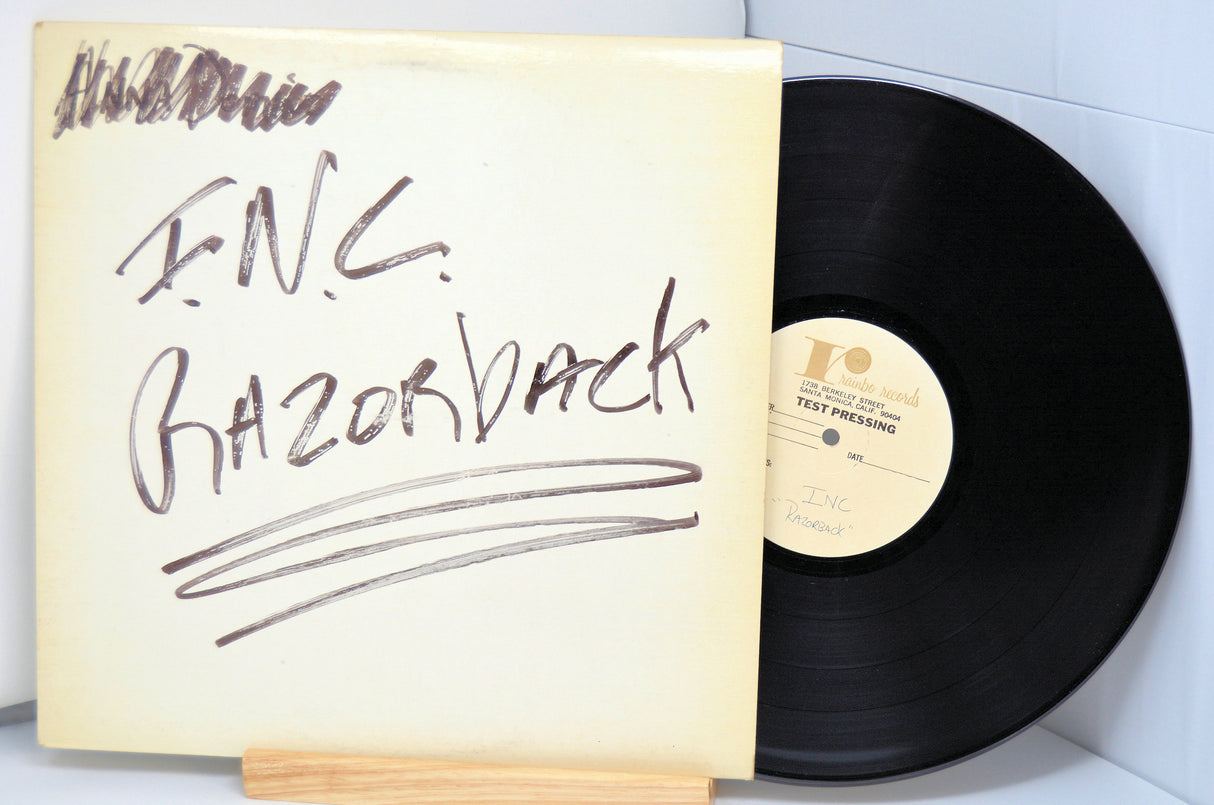 I.N.C.
RAZORbACk
r
rainbo records
1738 BERKELEY STREET
SANTA MONICA, CALIF. 90404
TEST PRESSING
DATE
INC
"RAZORBACK"